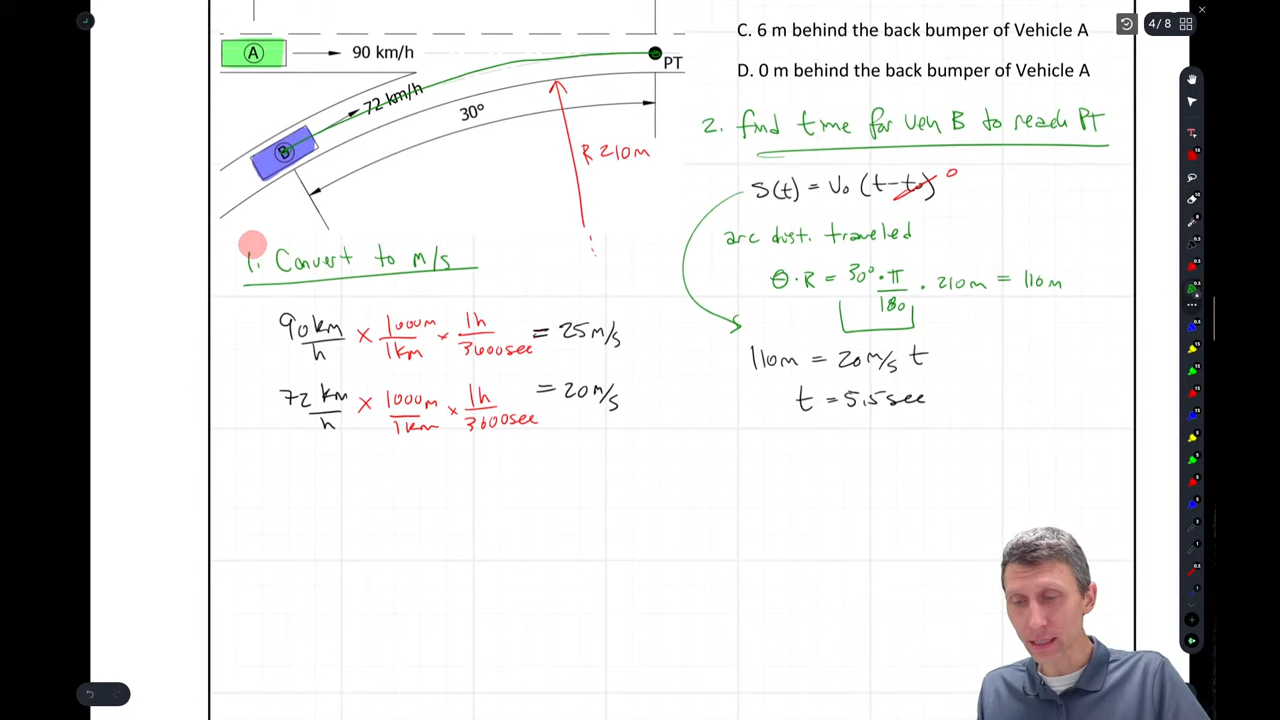 4/8
C. 6 m behind the back bumper of Vehicle A
D. 0 m behind the back bumper of Vehicle A
A
90 km/h
PT
72 km/h
30°
B
R 210m
1. Convert to m/s
90 km/h × 1000m/1km × 1h/3600sec = 25 m/s
72 km/h × 1000m/1km × 1h/3600sec = 20 m/s
2. find time for veh B to reach PT
S(t) = V₀ (t-t₀) 0
arc dist. traveled
θ·R = 30° · π/180 · 210m = 110m
110m = 20 m/s t
t = 5.5 sec